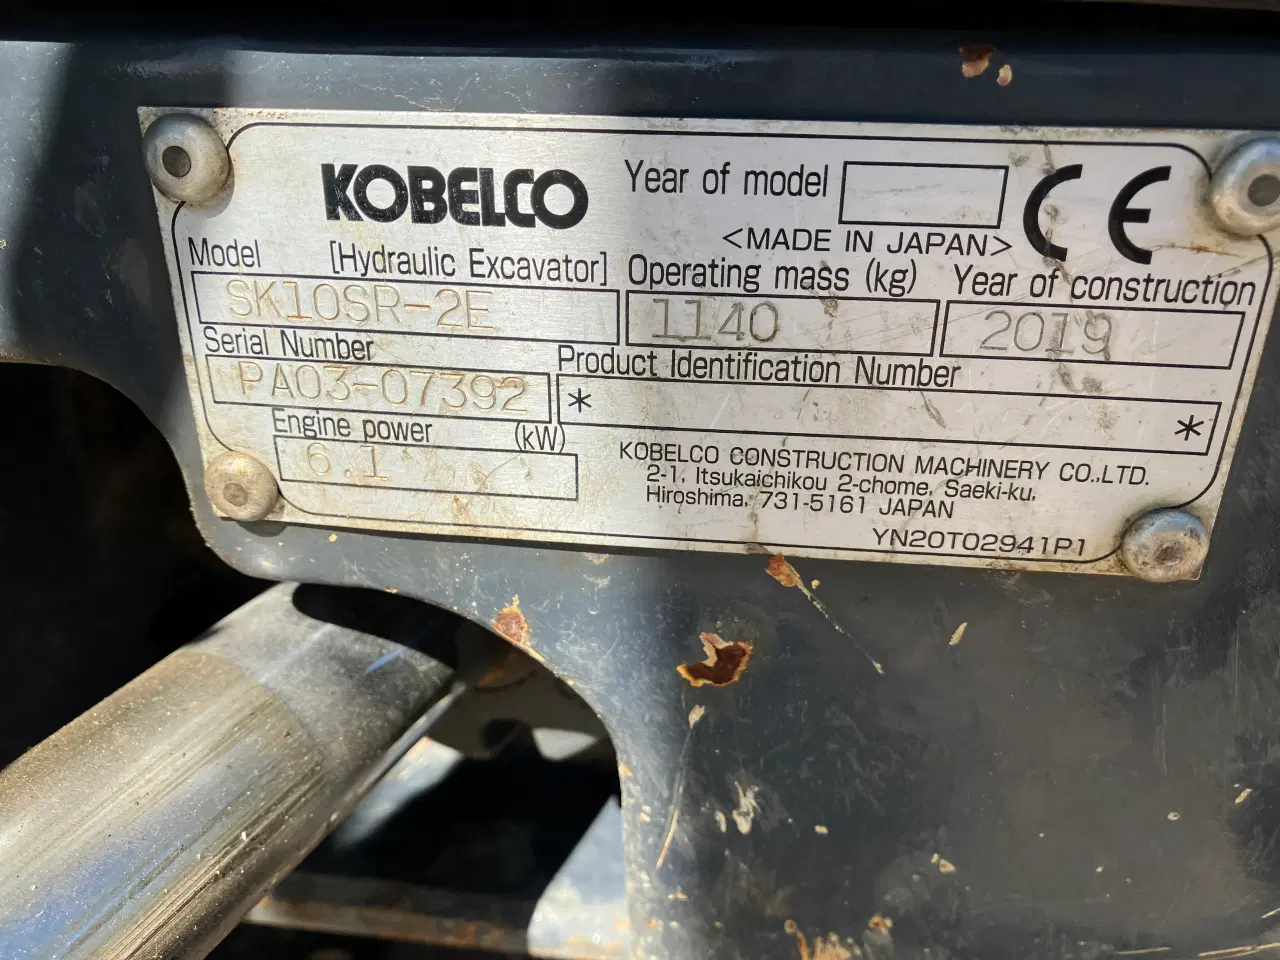 KOBELCO
Year of model
CE
<MADE IN JAPAN>
Model [Hydraulic Excavator]
SK10SR-2E
Operating mass (kg)
1140
Year of construction
2019
Serial Number
PA03-07392
Product Identification Number
* *
Engine power (kW)
6.1
KOBELCO CONSTRUCTION MACHINERY CO.,LTD.
2-1, Itsukaichikou 2-chome, Saeki-ku,
Hiroshima, 731-5161 JAPAN
YN20T02941P1